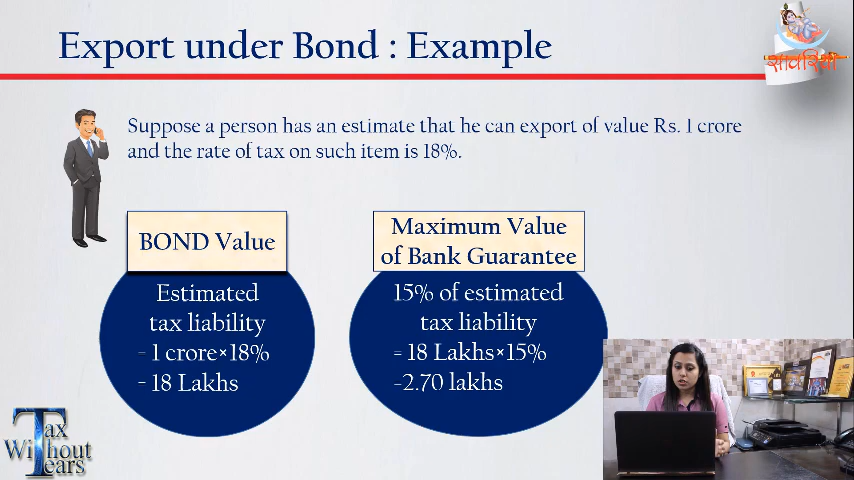 Export under Bond : Example
सावरिया
Suppose a person has an estimate that he can export of value Rs. 1 crore
and the rate of tax on such item is 18%.
BOND Value
Estimated
tax liability
= 1 crore×18%
= 18 Lakhs
Maximum Value
of Bank Guarantee
15% of estimated
tax liability
= 18 Lakhs×15%
=2.70 lakhs
Tax
Without
Tears